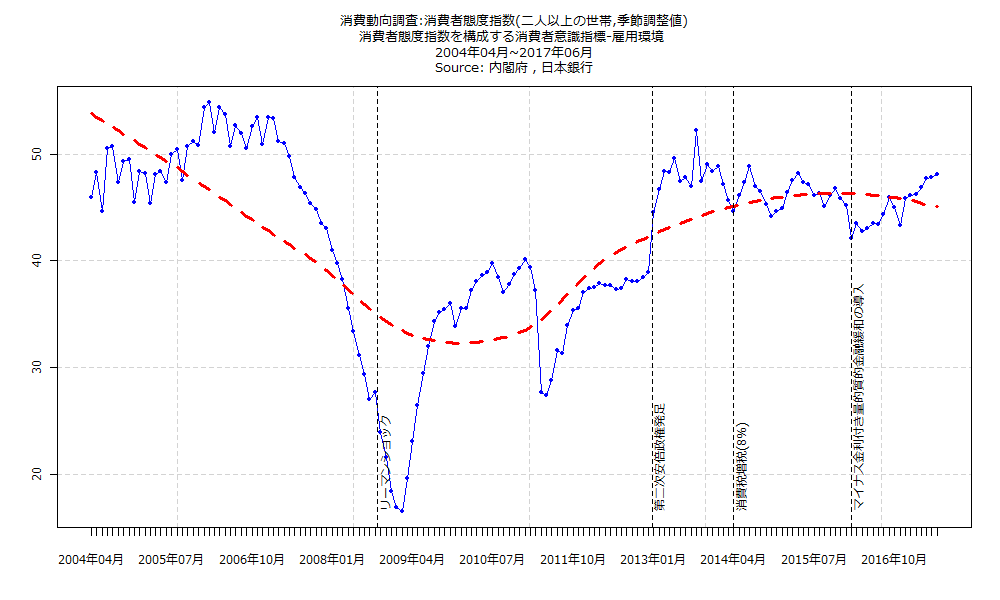 消費動向調査:消費者態度指数(二人以上の世帯,季節調整値)
消費者態度指数を構成する消費者意識指標-雇用環境
2004年04月~2017年06月
Source: 内閣府 , 日本銀行
50
40
30
20
リーマンショック
第二次安倍政権発足
消費税増税(8%)
マイナス金利付き量的質的金融緩和の導入
2004年04月 2005年07月 2006年10月 2008年01月 2009年04月 2010年07月 2011年10月 2013年01月 2014年04月 2015年07月 2016年10月